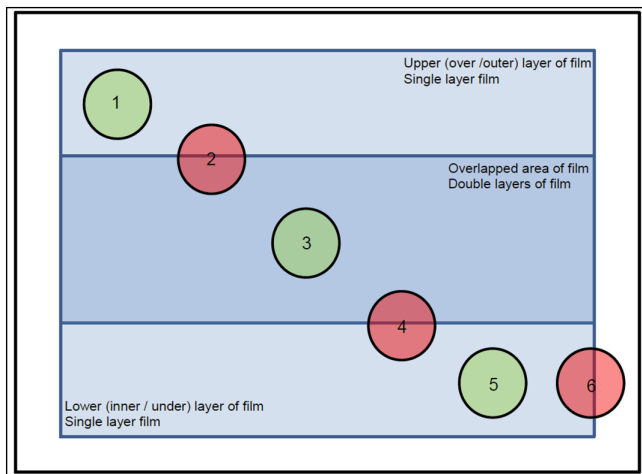 Upper (over /outer) layer of film
Single layer film
1
2
Overlapped area of film
Double layers of film
3
4
5
6
Lower (inner / under) layer of film
Single layer film